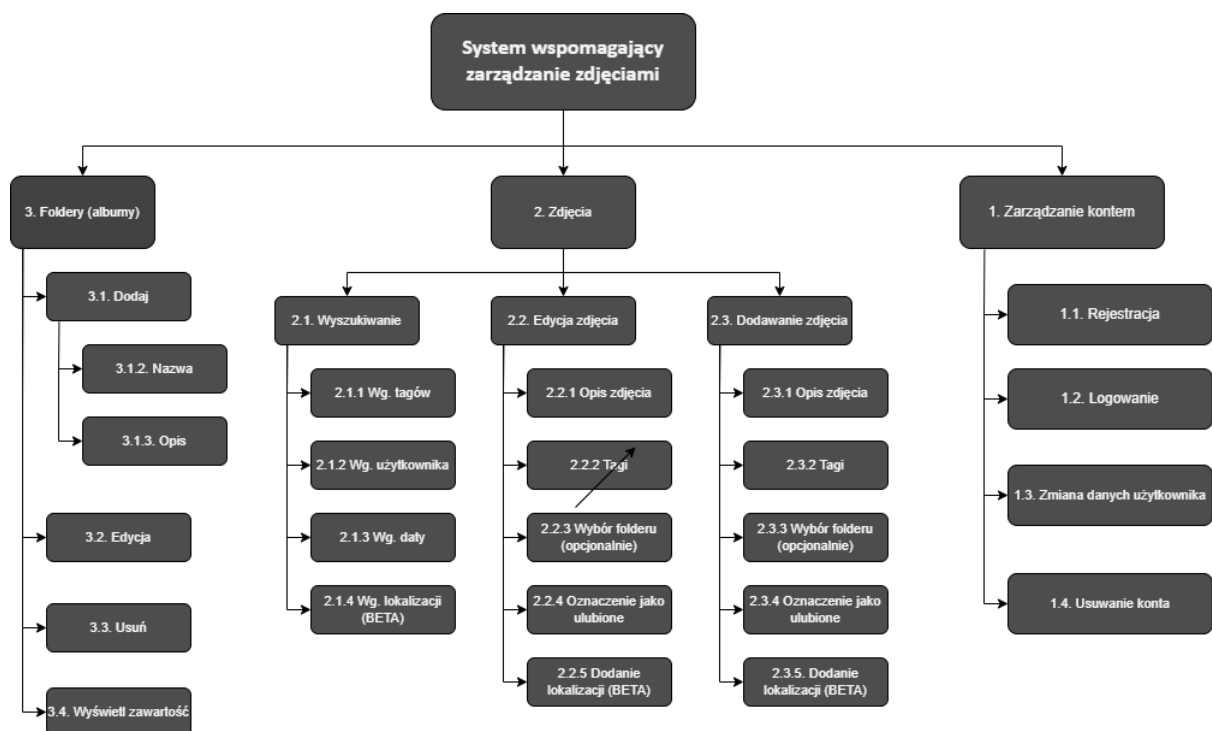 System wspomagający
zarządzanie zdjęciami
3. Foldery (albumy)
2. Zdjęcia
1. Zarządzanie kontem
3.1. Dodaj
3.1.2. Nazwa
3.1.3. Opis
3.2. Edycja
3.3. Usuń
3.4. Wyświetl zawartość
2.1. Wyszukiwanie
2.1.1 Wg. tagów
2.1.2 Wg. użytkownika
2.1.3 Wg. daty
2.1.4 Wg. lokalizacji
(BETA)
2.2. Edycja zdjęcia
2.2.1 Opis zdjęcia
2.2.2 Tagi
2.2.3 Wybór folderu
(opcjonalnie)
2.2.4 Oznaczenie jako
ulubione
2.2.5 Dodanie
lokalizacji (BETA)
2.3. Dodawanie zdjęcia
2.3.1 Opis zdjęcia
2.3.2 Tagi
2.3.3 Wybór folderu
(opcjonalnie)
2.3.4 Oznaczenie jako
ulubione
2.3.5. Dodanie
lokalizacji (BETA)
1.1. Rejestracja
1.2. Logowanie
1.3. Zmiana danych użytkownika
1.4. Usuwanie konta